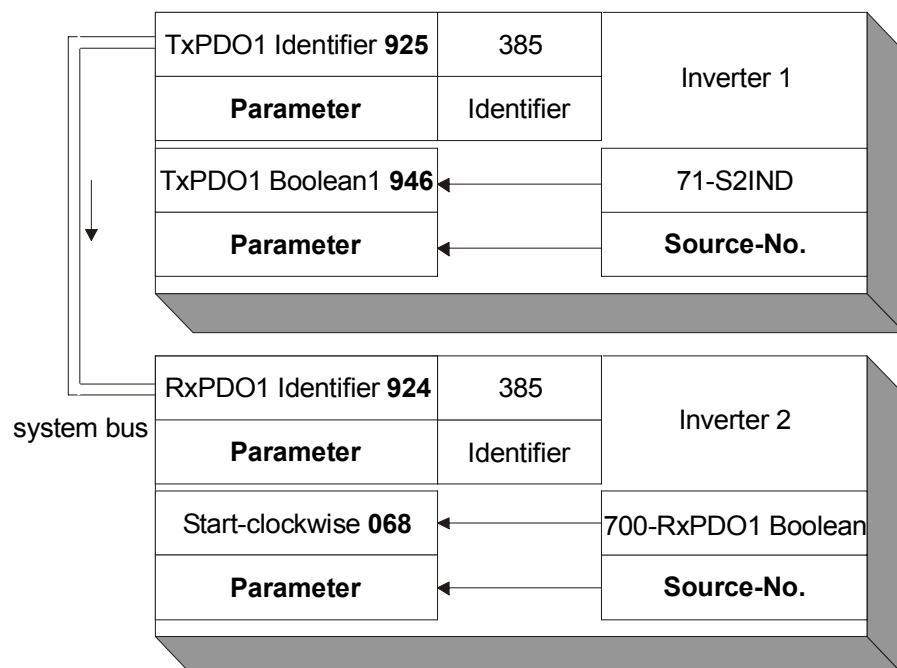 TxPDO1 Identifier 925
385
Inverter 1
Parameter
Identifier
TxPDO1 Boolean1 946
71-S2IND
Parameter
Source-No.
RxPDO1 Identifier 924
385
Inverter 2
system bus
Parameter
Identifier
Start-clockwise 068
700-RxPDO1 Boolean
Parameter
Source-No.